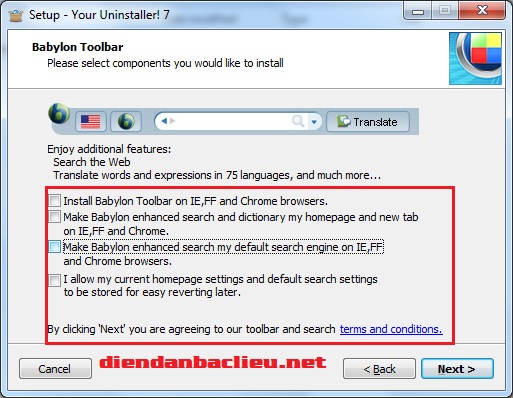 Setup - Your Uninstaller! 7
Babylon Toolbar
Please select components you would like to install
Translate
Enjoy additional features:
Search the Web
Translate words and expressions in 75 languages, and much more...
Install Babylon Toolbar on IE,FF and Chrome browsers.
Make Babylon enhanced search and dictionary my homepage and new tab
on IE,FF and Chrome.
Make Babylon enhanced search my default search engine on IE,FF
and Chrome browsers.
I allow my current homepage settings and default search settings
to be stored for easy reverting later.
By clicking 'Next' you are agreeing to our toolbar and search terms and conditions.
Cancel
diendanbaclieu.net
< Back
Next >